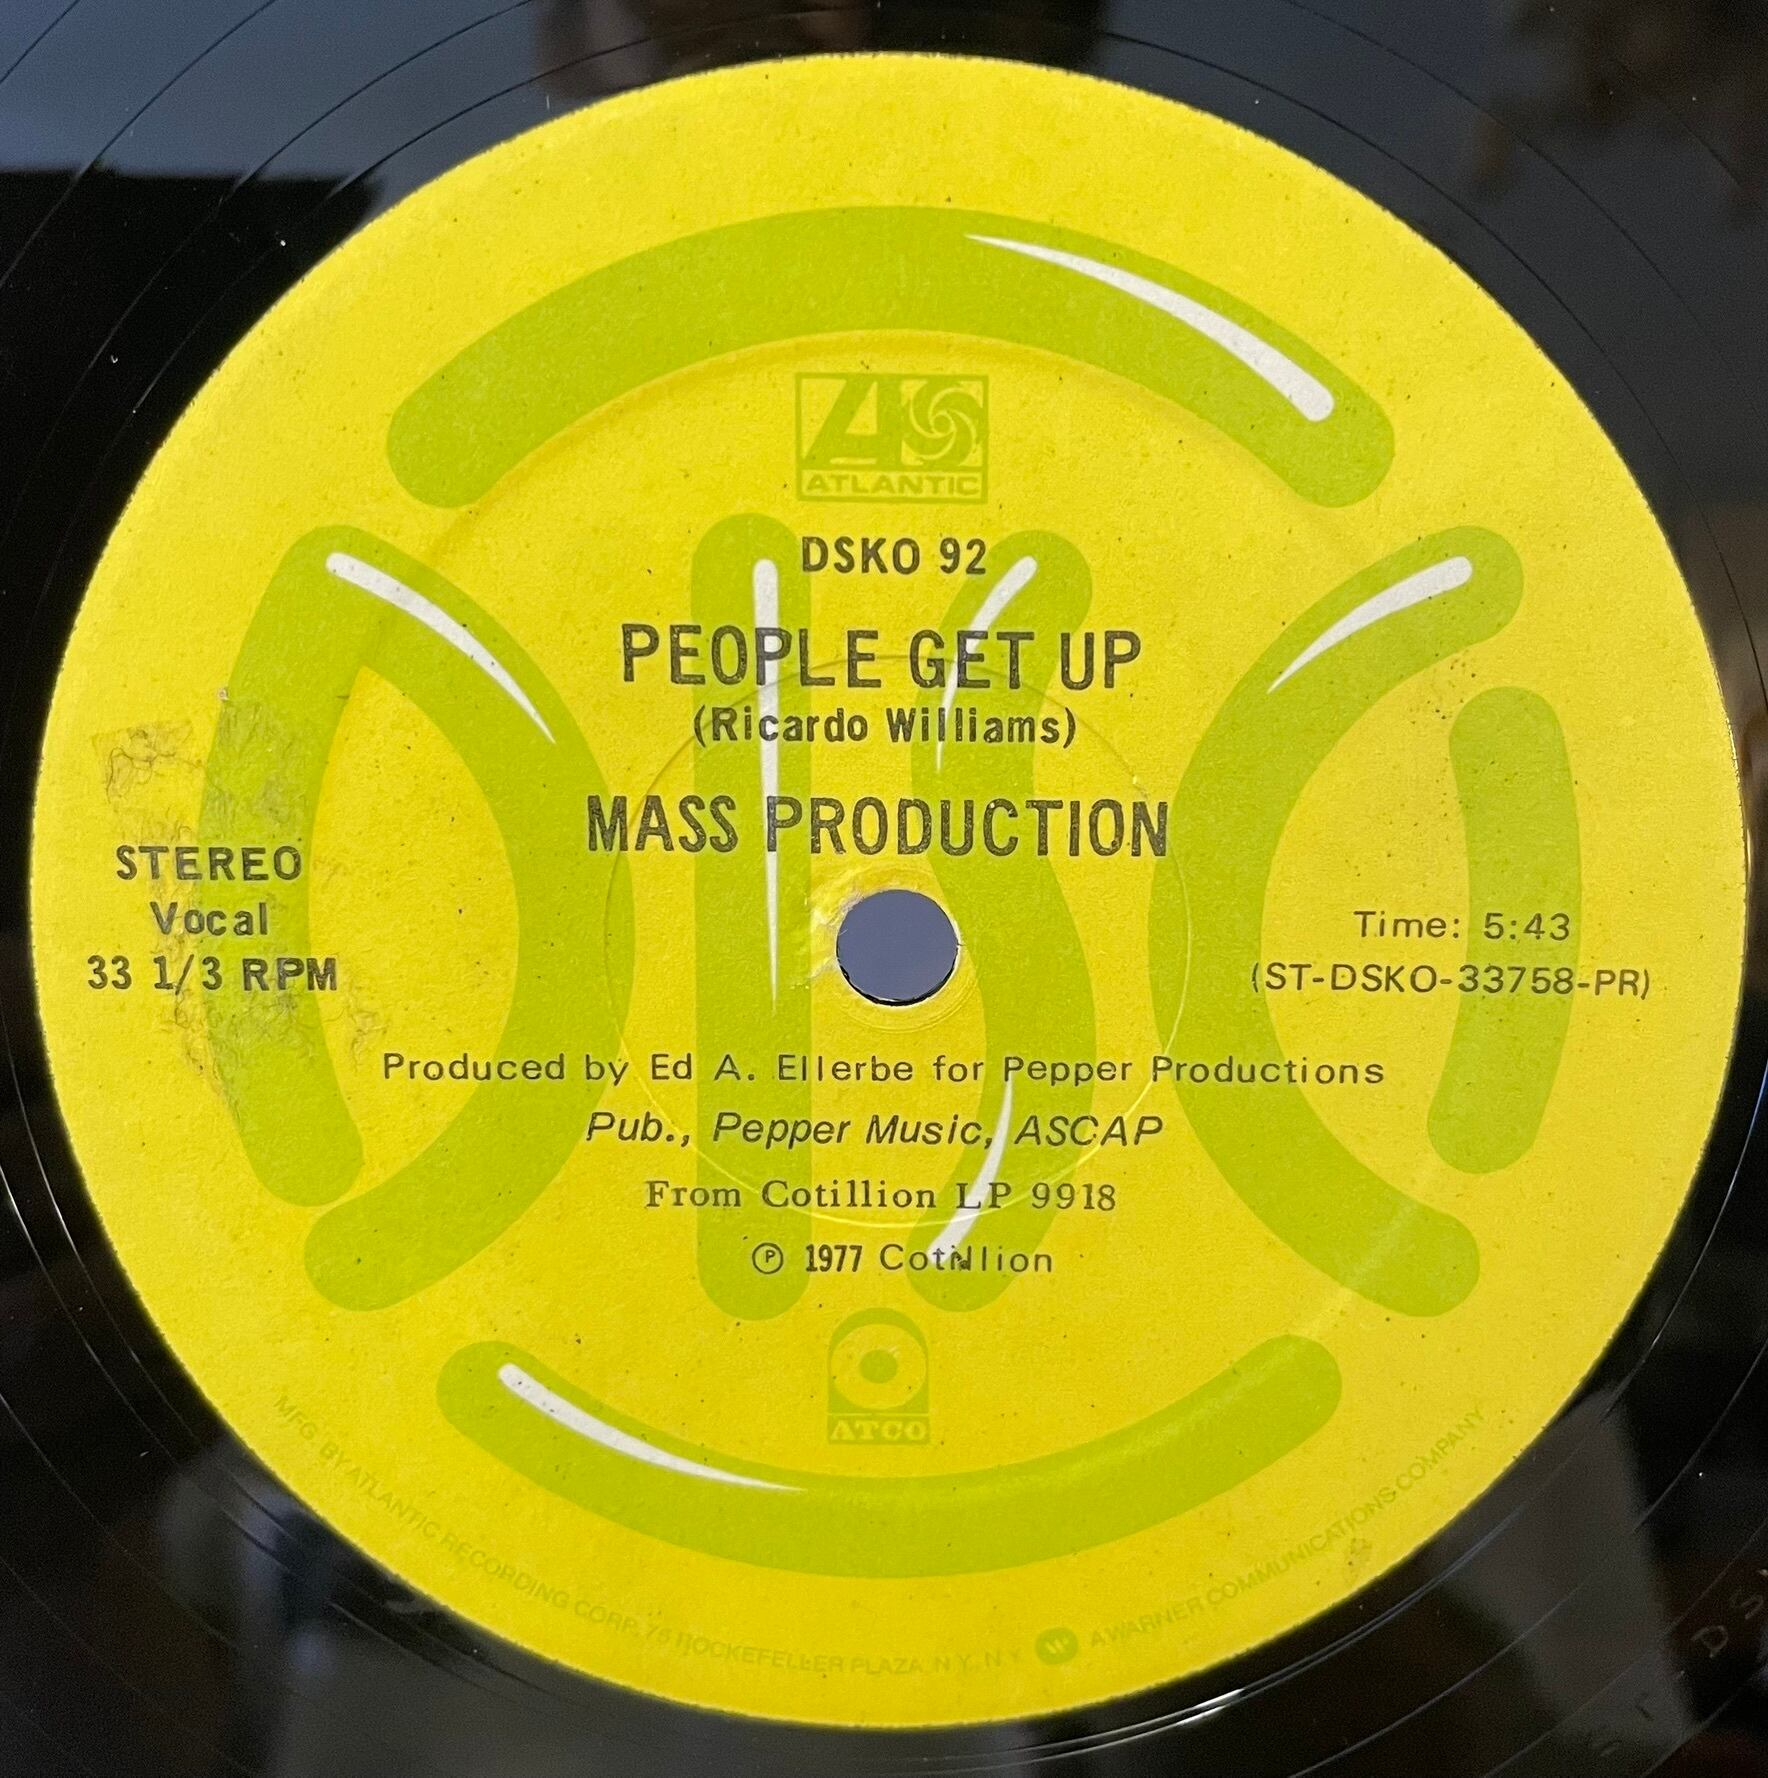 ATLANTIC
DSKO 92
PEOPLE GET UP
(Ricardo Williams)
MASS PRODUCTION
STEREO
Vocal
33 1/3 RPM
Time: 5:43
(ST-DSKO-33758-PR)
Produced by Ed A. Ellerbe for Pepper Productions
Pub., Pepper Music, ASCAP
From Cotillion LP 9918
Ⓟ 1977 Cotillion
ATCO
DISCO
MFG BY ATLANTIC RECORDING CORP, 75 ROCKEFELLER PLAZA, N.Y. N.Y. A WARNER COMMUNICATIONS COMPANY